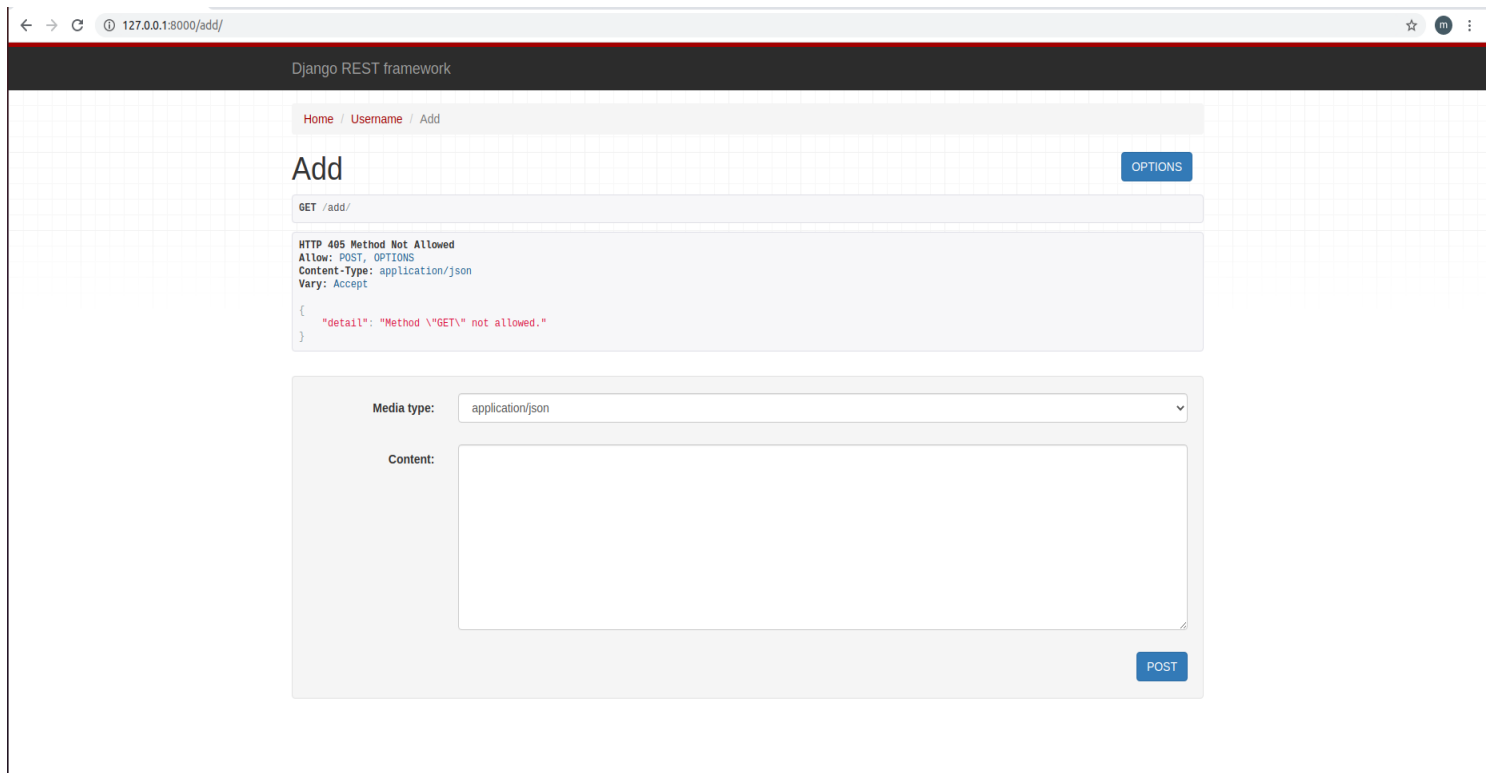 127.0.0.1:8000/add/
m
Django REST framework
Home / Username / Add
Add
OPTIONS
GET /add/
HTTP 405 Method Not Allowed
Allow: POST, OPTIONS
Content-Type: application/json
Vary: Accept
{
"detail": "Method \"GET\" not allowed."
}
Media type:
application/json
Content:
POST